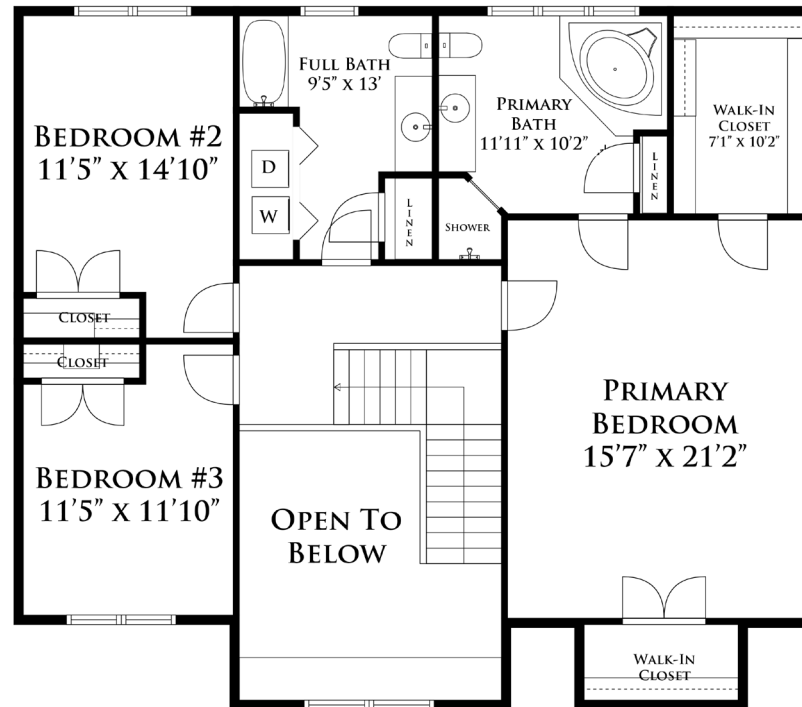 FULL BATH
9'5" X 13'
PRIMARY
BATH
11'11" X 10'2"
WALK-IN
CLOSET
7'1" X 10'2"
BEDROOM #2
11'5" X 14'10"
D
W
LINEN
LINEN
SHOWER
CLOSET
CLOSET
PRIMARY
BEDROOM
15'7" X 21'2"
BEDROOM #3
11'5" X 11'10"
OPEN TO
BELOW
WALK-IN
CLOSET